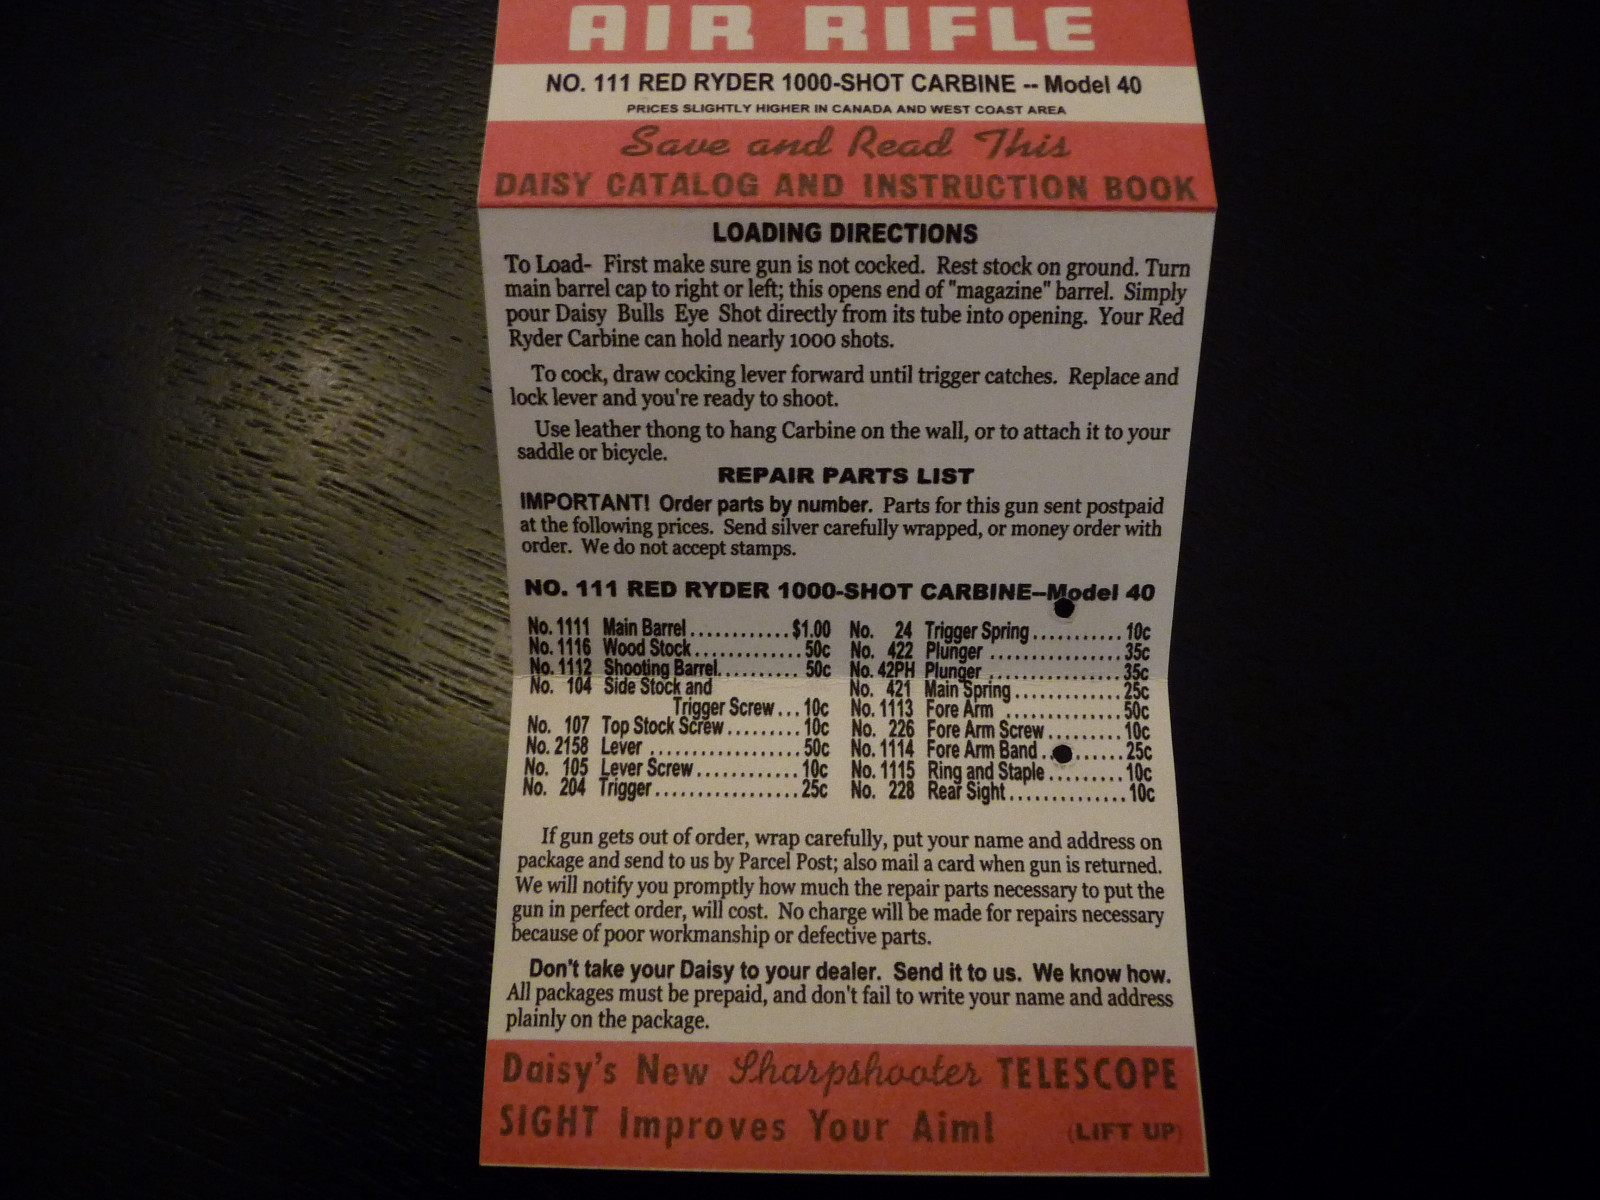 AIR RIFLE
NO. 111 RED RYDER 1000-SHOT CARBINE -- Model 40
PRICES SLIGHTLY HIGHER IN CANADA AND WEST COAST AREA
Save and Read This
DAISY CATALOG AND INSTRUCTION BOOK
LOADING DIRECTIONS
To Load- First make sure gun is not cocked. Rest stock on ground. Turn
main barrel cap to right or left; this opens end of "magazine" barrel. Simply
pour Daisy Bulls Eye Shot directly from its tube into opening. Your Red
Ryder Carbine can hold nearly 1000 shots.
To cock, draw cocking lever forward until trigger catches. Replace and
lock lever and you're ready to shoot.
Use leather thong to hang Carbine on the wall, or to attach it to your
saddle or bicycle.
REPAIR PARTS LIST
IMPORTANT! Order parts by number. Parts for this gun sent postpaid
at the following prices. Send silver carefully wrapped, or money order with
order. We do not accept stamps.
NO. 111 RED RYDER 1000-SHOT CARBINE--Model 40
No. 1111 Main Barrel............$1.00
No. 1116 Wood Stock.............50c
No. 1112 Shooting Barrel..........50c
No. 104 Side Stock and
Trigger Screw...10c
No. 107 Top Stock Screw.........10c
No. 2158 Lever ..................50c
No. 105 Lever Screw............10c
No. 204 Trigger.................25c
No. 24 Trigger Spring...........10c
No. 422 Plunger ................35c
No. 42PH Plunger ................35c
No. 421 Main Spring.............25c
No. 1113 Fore Arm ..............50c
No. 226 Fore Arm Screw.........10c
No. 1114 Fore Arm Band.........25c
No. 1115 Ring and Staple.........10c
No. 228 Rear Sight..............10c
If gun gets out of order, wrap carefully, put your name and address on
package and send to us by Parcel Post; also mail a card when gun is returned.
We will notify you promptly how much the repair parts necessary to put the
gun in perfect order, will cost. No charge will be made for repairs necessary
because of poor workmanship or defective parts.
Don't take your Daisy to your dealer. Send it to us. We know how.
All packages must be prepaid, and don't fail to write your name and address
plainly on the package.
Daisy's New Sharpshooter TELESCOPE
SIGHT Improves Your Aim! (LIFT UP)